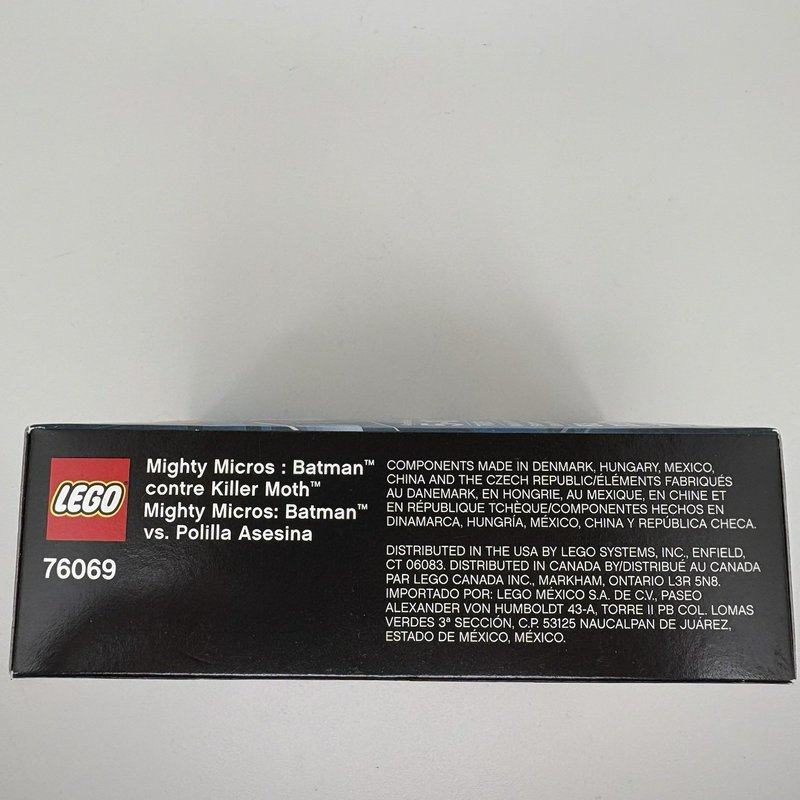 LEGO
76069
Mighty Micros : Batman™
contre Killer Moth™
Mighty Micros: Batman™
vs. Polilla Asesina
COMPONENTS MADE IN DENMARK, HUNGARY, MEXICO,
CHINA AND THE CZECH REPUBLIC/ÉLÉMENTS FABRIQUÉS
AU DANEMARK, EN HONGRIE, AU MEXIQUE, EN CHINE ET
EN RÉPUBLIQUE TCHÈQUE/COMPONENTES HECHOS EN
DINAMARCA, HUNGRÍA, MÉXICO, CHINA Y REPÚBLICA CHECA.
DISTRIBUTED IN THE USA BY LEGO SYSTEMS, INC., ENFIELD,
CT 06083. DISTRIBUTED IN CANADA BY/DISTRIBUÉ AU CANADA
PAR LEGO CANADA INC., MARKHAM, ONTARIO L3R 5N8.
IMPORTADO POR: LEGO MÉXICO S.A. DE C.V., PASEO
ALEXANDER VON HUMBOLDT 43-A, TORRE II PB COL. LOMAS
VERDES 3ª SECCIÓN, C.P. 53125 NAUCALPAN DE JUÁREZ,
ESTADO DE MÉXICO, MÉXICO.